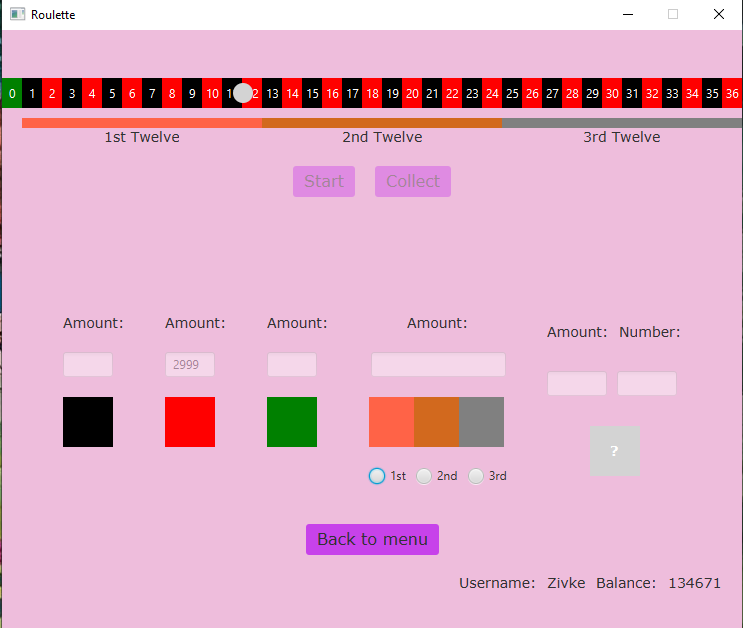 Roulette
0 1 2 3 4 5 6 7 8 9 10 1 2 13 14 15 16 17 18 19 20 21 22 23 24 25 26 27 28 29 30 31 32 33 34 35 36
1st Twelve 2nd Twelve 3rd Twelve
Start Collect
Amount: Amount: Amount: Amount: Amount: Number:
2999
?
1st 2nd 3rd
Back to menu
Username: Zivke Balance: 134671